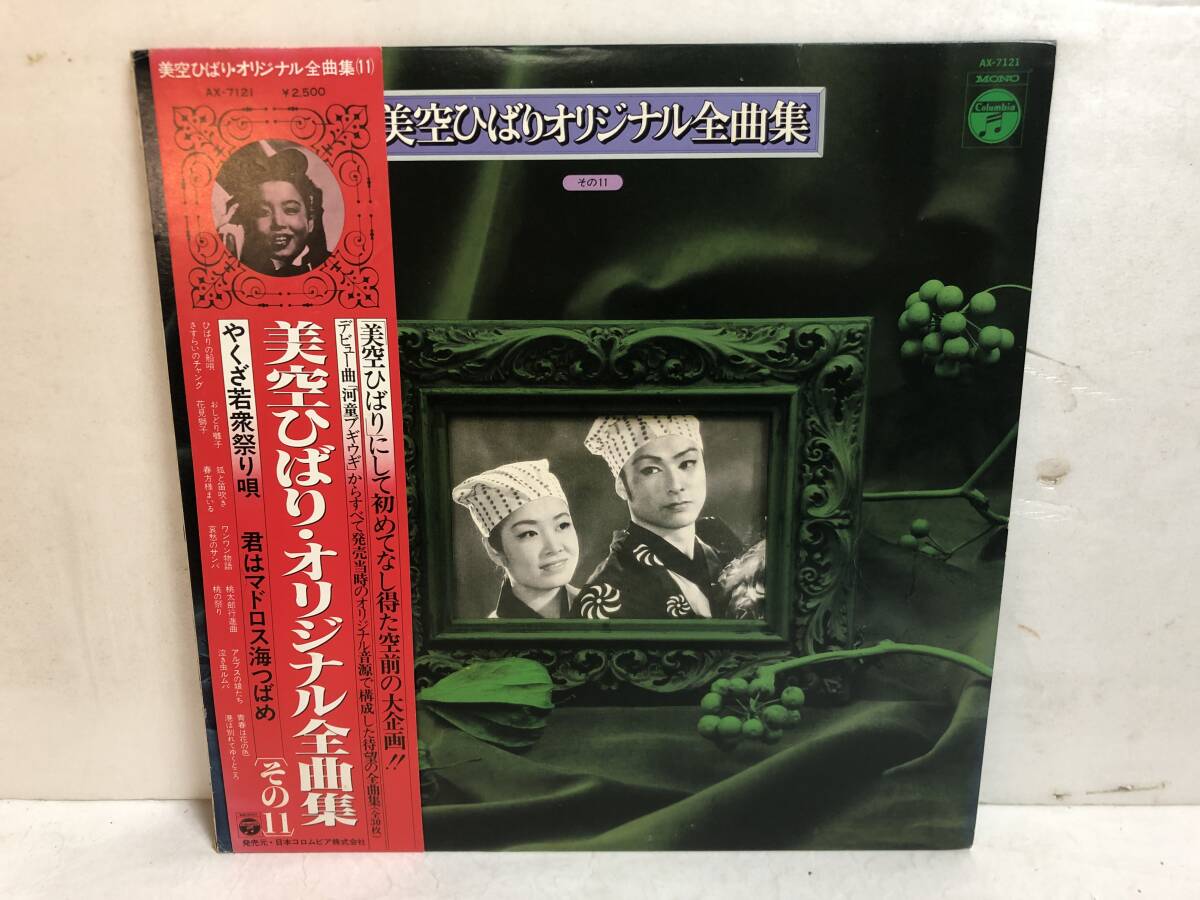 美空ひばり・オリジナル全曲集(11)
AX-7121 ¥2,500
「美空ひばり」にして初めてなし得た空前の大企画!!
デビュー曲「河童ブギウギ」からすべて発売当時のオリジナル音源で構成した待望の全曲集(全30枚)
美空ひばり・オリジナル全曲集[その11]
やくざ若衆祭り唄
君はマドロス海つばめ
ひばりの船唄
さすらいのチャング
おしどり囃子
花見獅子
狐と笛吹き
春方様まいる
ワンワン物語
哀愁のサンバ
桃太郎行進曲
桃の祭り
アルプスの娘たち
泣き虫ルムバ
青春は花の色
港は別れてゆくところ
発売元・日本コロムビア株式会社
美空ひばりオリジナル全曲集
その11
AX-7121
MONO
Columbia